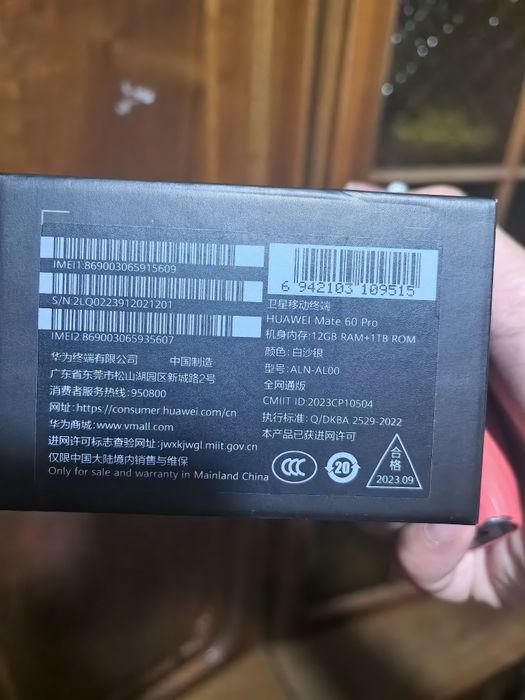 IMEI1:869003065915609
S/N:2LQ0223912021201
IMEI2:869003065935607
华为终端有限公司 中国制造
广东省东莞市松山湖园区新城路2号
消费者服务热线:950800
网址:https://consumer.huawei.com/cn
华为商城:www.vmall.com
进网许可标志查验网址:jwxkjwgl.miit.gov.cn
仅限中国大陆境内销售与维保
Only for sale and warranty in Mainland China
6 942103 109515
卫星移动终端
HUAWEI Mate 60 Pro
机身内存:12GB RAM+1TB ROM
颜色:白沙银
型号:ALN-AL00
全网通版
CMIIT ID:2023CP10504
执行标准:Q/DKBA 2529-2022
本产品已获进网许可
CCC
20
合格
2023.09